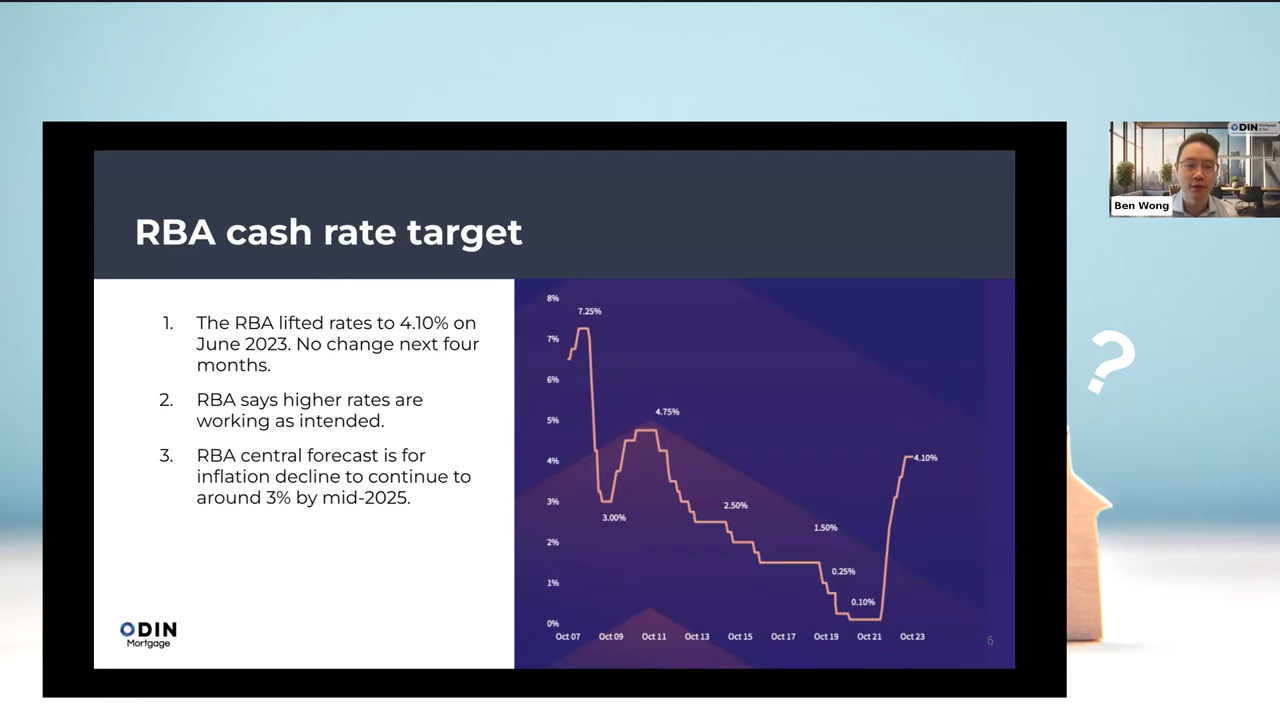 RBA cash rate target
1. The RBA lifted rates to 4.10% on
June 2023. No change next four
months.
2. RBA says higher rates are
working as intended.
3. RBA central forecast is for
inflation decline to continue to
around 3% by mid-2025.
ODIN
Mortgage
8%
7%
6%
5%
4%
3%
2%
1%
0%
7.25%
4.75%
4.10%
3.00%
2.50%
1.50%
0.25%
0.10%
Oct 07 Oct 09 Oct 11 Oct 13 Oct 15 Oct 17 Oct 19 Oct 21 Oct 23
6
ODIN
Ben Wong
?